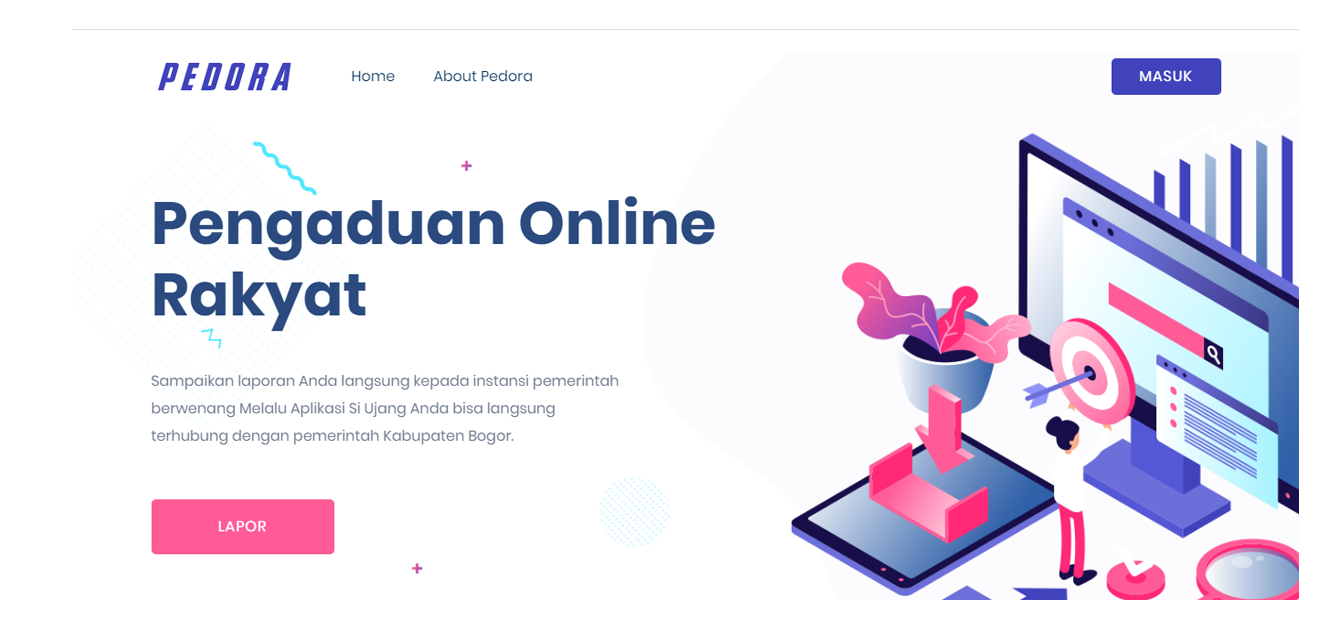 PEDORA
Home
About Pedora
MASUK
Pengaduan Online
Rakyat
Sampaikan laporan Anda langsung kepada instansi pemerintah
berwenang Melalu Aplikasi Si Ujang Anda bisa langsung
terhubung dengan pemerintah Kabupaten Bogor.
LAPOR